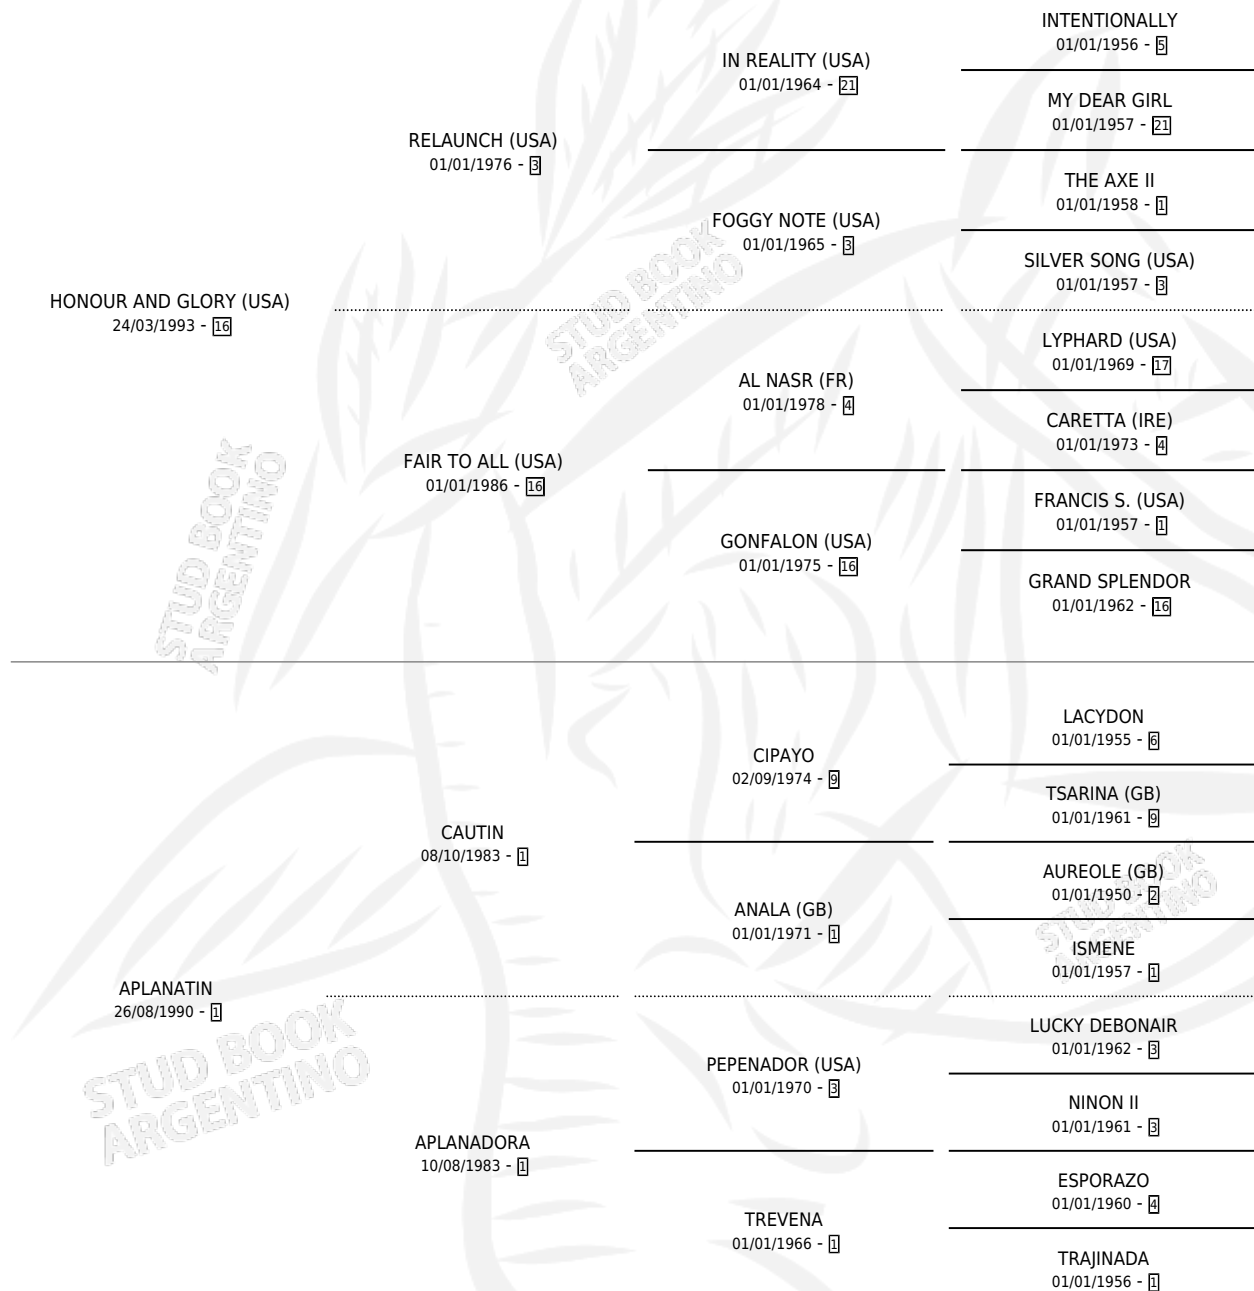 INTENTIONALLY
01/01/1956 - 5
IN REALITY (USA)
01/01/1964 - 21
MY DEAR GIRL
01/01/1957 - 21
RELAUNCH (USA)
01/01/1976 - 3
THE AXE II
01/01/1958 - 1
FOGGY NOTE (USA)
01/01/1965 - 3
SILVER SONG (USA)
01/01/1957 - 3
HONOUR AND GLORY (USA)
24/03/1993 - 16
LYPHARD (USA)
01/01/1969 - 17
AL NASR (FR)
01/01/1978 - 4
CARETTA (IRE)
01/01/1973 - 4
FAIR TO ALL (USA)
01/01/1986 - 16
FRANCIS S. (USA)
01/01/1957 - 1
GONFALON (USA)
01/01/1975 - 16
GRAND SPLENDOR
01/01/1962 - 16
LACYDON
01/01/1955 - 6
CIPAYO
02/09/1974 - 9
TSARINA (GB)
01/01/1961 - 9
CAUTIN
08/10/1983 - 1
AUREOLE (GB)
01/01/1950 - 2
ANALA (GB)
01/01/1971 - 1
ISMENE
01/01/1957 - 1
APLANATIN
26/08/1990 - 1
LUCKY DEBONAIR
01/01/1962 - 3
PEPENADOR (USA)
01/01/1970 - 3
NINON II
01/01/1961 - 3
APLANADORA
10/08/1983 - 1
ESPORAZO
01/01/1960 - 4
TREVENA
01/01/1966 - 1
TRAJINADA
01/01/1956 - 1
STUD BOOK
ARGENTINO
STUD BOOK
ARGENTINO
STUD BOOK
ARGENTINO
STUD BOOK
ARGENTINO